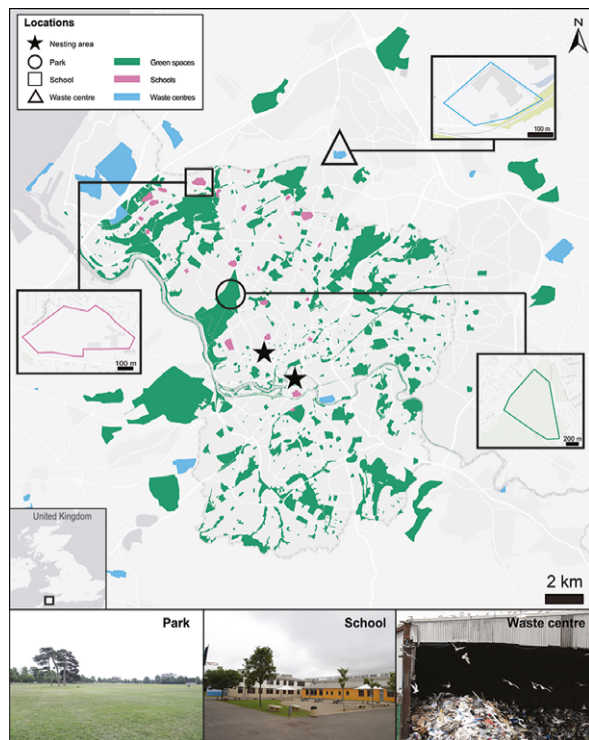 Locations
Nesting area
Park
School
Waste centre
Green spaces
Schools
Waste centres
N
100 m
100 m
200 m
United Kingdom
2 km
Park
School
Waste centre